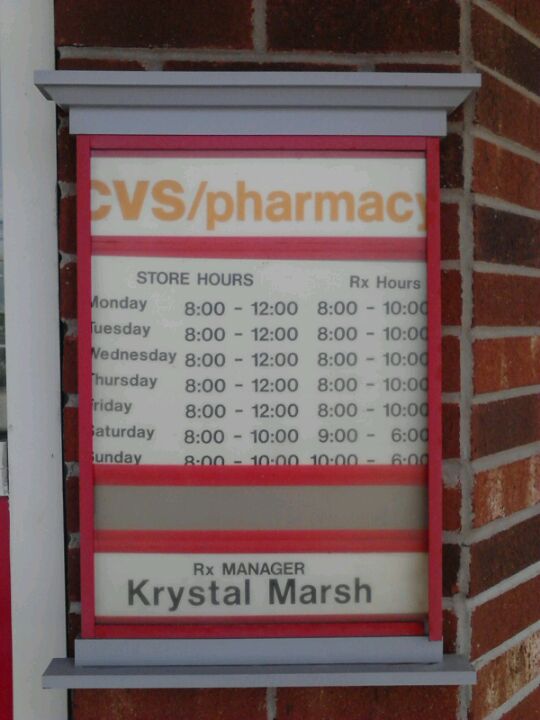 CVS/pharmacy
STORE HOURS Rx Hours
Monday 8:00 - 12:00 8:00 - 10:00
Tuesday 8:00 - 12:00 8:00 - 10:00
Wednesday 8:00 - 12:00 8:00 - 10:00
Thursday 8:00 - 12:00 8:00 - 10:00
Friday 8:00 - 12:00 8:00 - 10:00
Saturday 8:00 - 10:00 9:00 - 6:00
Sunday 8:00 - 10:00 10:00 - 6:00
Rx MANAGER
Krystal Marsh